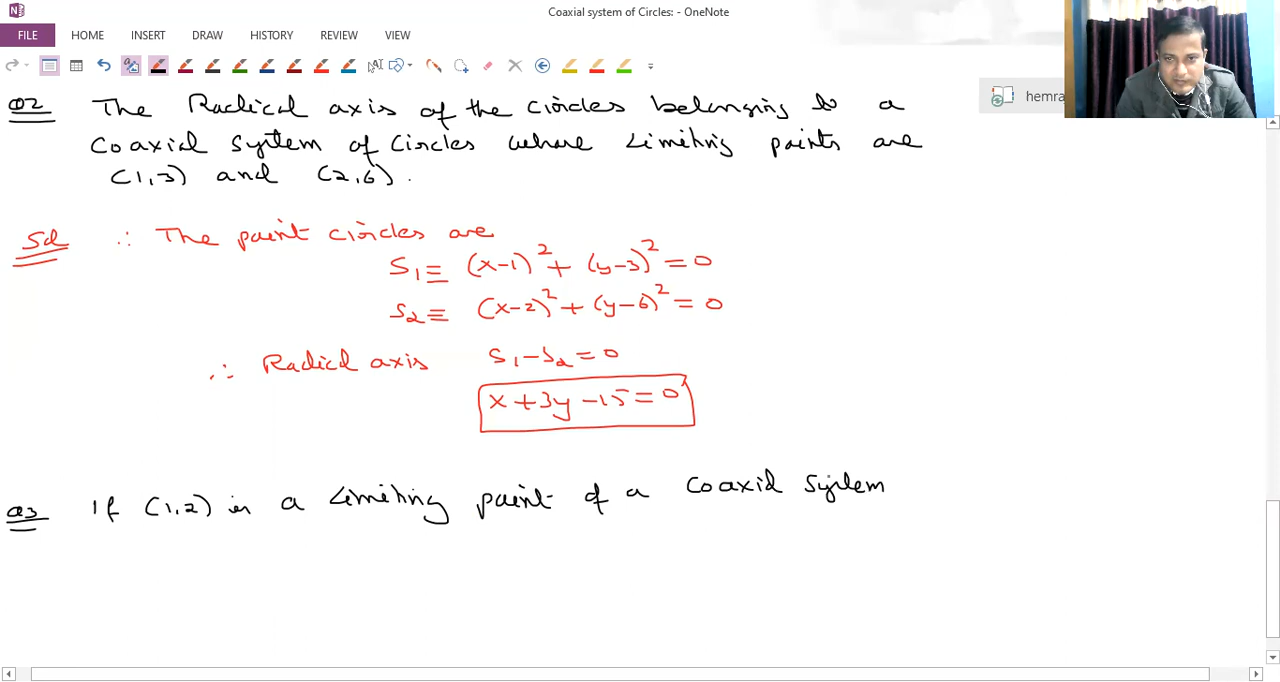 Coaxial system of Circles: - OneNote
FILE HOME INSERT DRAW HISTORY REVIEW VIEW
hemra
Q2 The Radical axis of the circles belonging to a
Coaxial System of Circles whose Limiting points are
(1,3) and (2,6).
Sol ∴ The point circles are
S₁ ≡ (x-1)² + (y-3)² = 0
S₂ ≡ (x-2)² + (y-6)² = 0
∴ Radical axis S₁ - S₂ = 0
x + 3y - 15 = 0
Q3 If (1,2) is a Limiting point of a Coaxial System